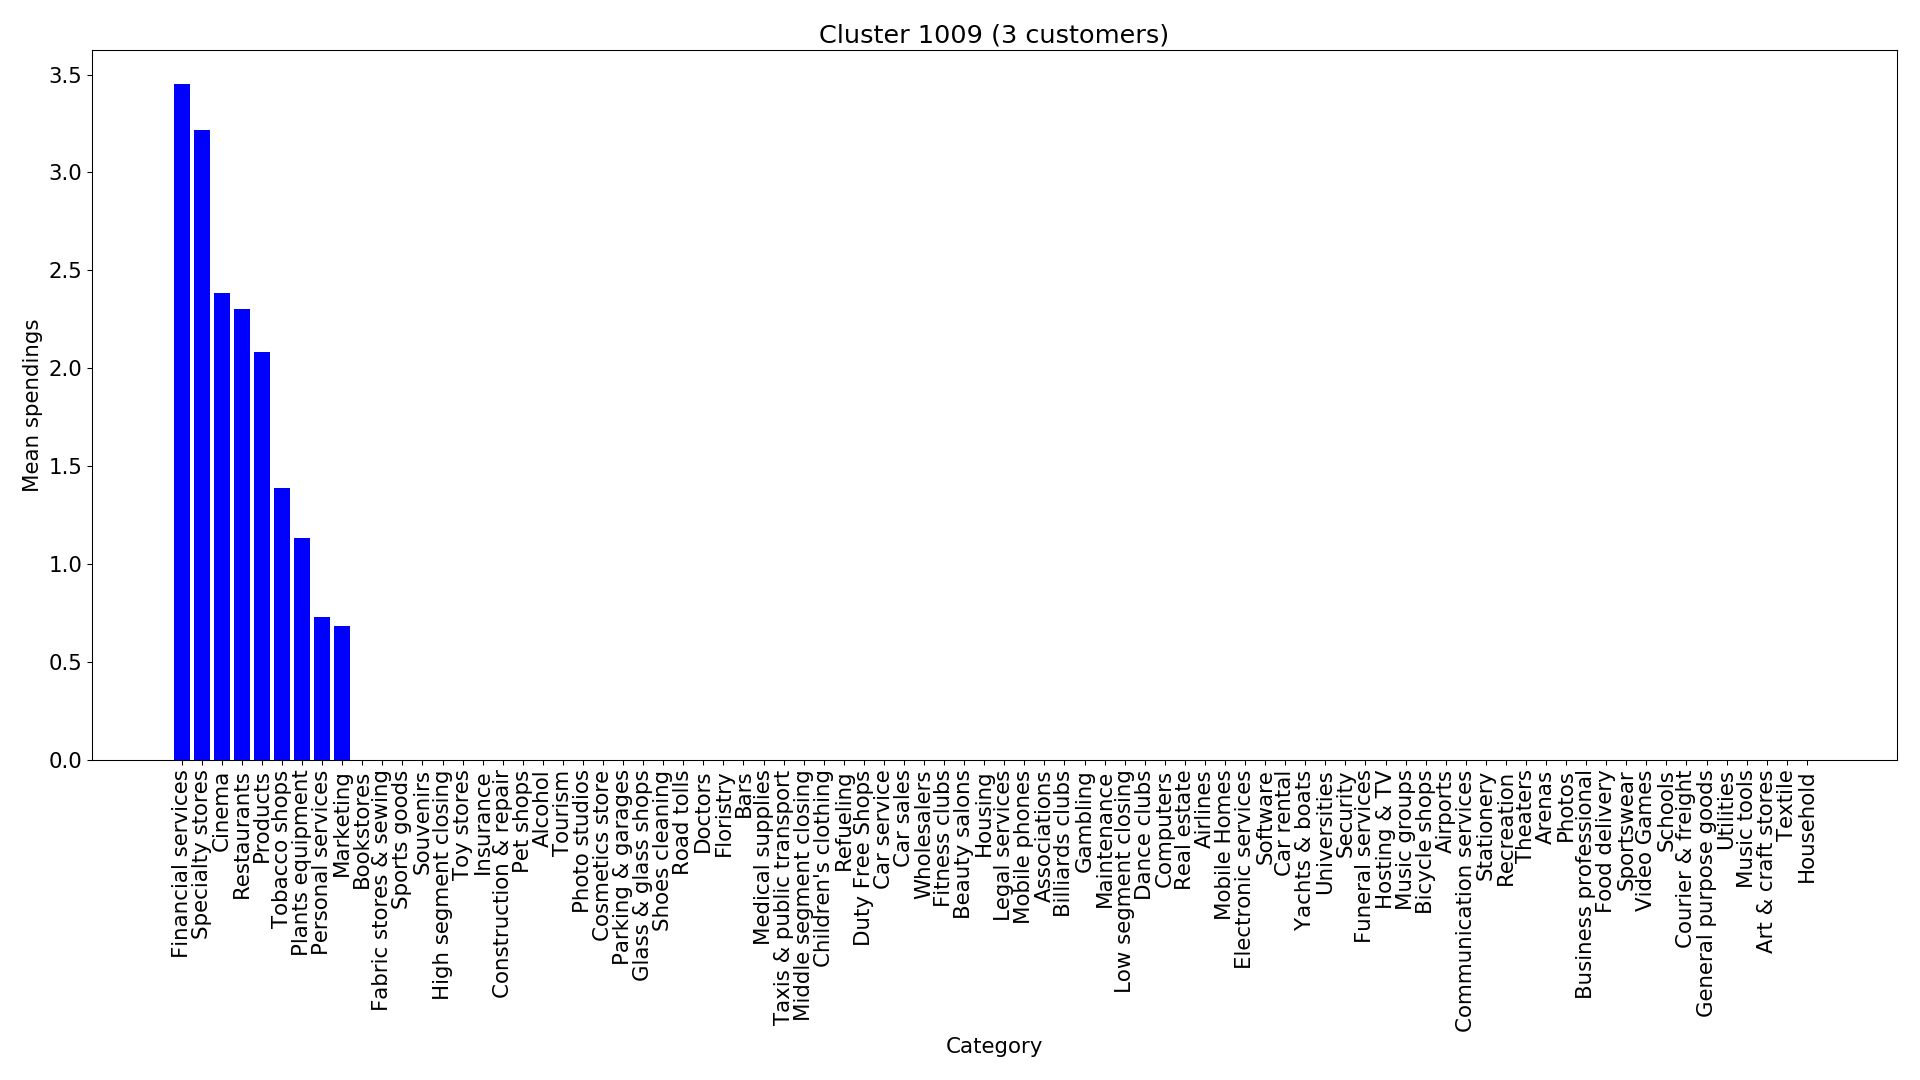 Cluster 1009 (3 customers)
3.5
3.0
2.5
2.0
1.5
1.0
0.5
0.0
Mean spendings
Financial services
Specialty stores
Cinema
Restaurants
Products
Tobacco shops
Plants equipment
Personal services
Marketing
Bookstores
Fabric stores & sewing
Sports goods
Souvenirs
High segment closing
Toy stores
Insurance
Construction & repair
Pet shops
Alcohol
Tourism
Photo studios
Cosmetics store
Parking & garages
Glass & glass shops
Shoes cleaning
Road tolls
Doctors
Floristry
Bars
Medical supplies
Taxis & public transport
Middle segment closing
Children's clothing
Refueling
Duty Free Shops
Car service
Car sales
Wholesalers
Fitness clubs
Beauty salons
Housing
Legal services
Mobile phones
Associations
Billiards clubs
Gambling
Maintenance
Low segment closing
Dance clubs
Computers
Real estate
Airlines
Mobile Homes
Electronic services
Software
Car rental
Yachts & boats
Universities
Security
Funeral services
Hosting & TV
Music groups
Bicycle shops
Airports
Communication services
Stationery
Recreation
Theaters
Arenas
Photos
Business professional
Food delivery
Sportswear
Video Games
Schools
Courier & freight
General purpose goods
Utilities
Music tools
Art & craft stores
Textile
Household
Category